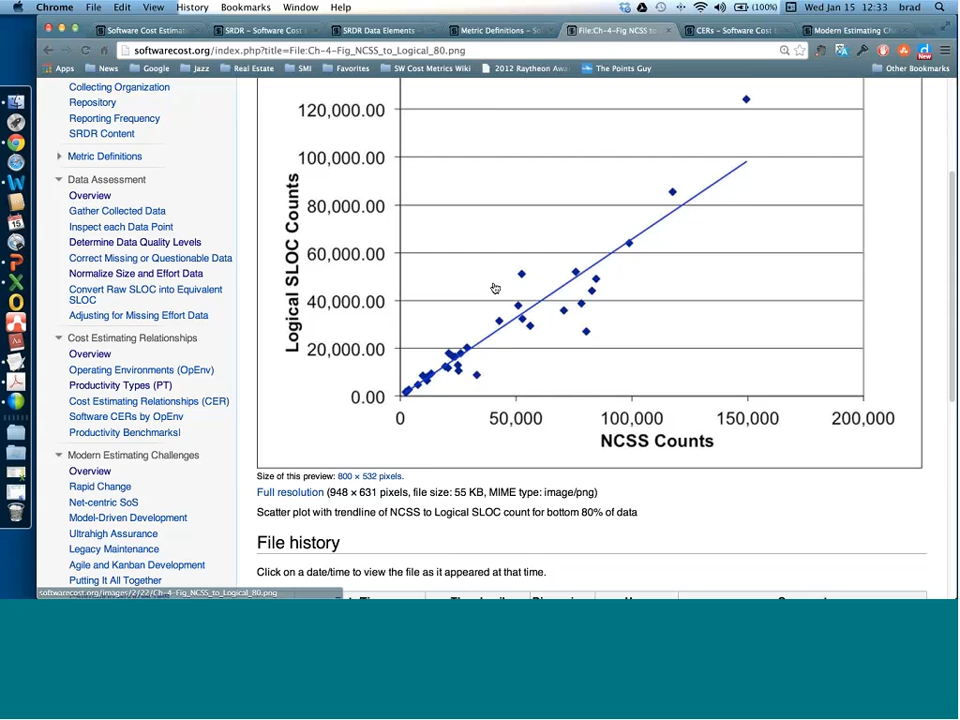 Chrome File Edit View History Bookmarks Window Help (100%) Wed Jan 15 12:33 brad
Software Cost Estimat SRDR – Software Cost SRDR Data Elements – Metric Definitions – So File:Ch-4–Fig_NCSS to CERs – Software Cost Modern Estimating Ch
softwarecost.org/index.php?title=File:Ch-4–Fig_NCSS_to_Logical_80.png
Apps News Google Jazz Real Estate SMI Favorites SW Cost Metrics Wiki 2012 Raytheon Awa The Points Guy Other Bookmarks
Collecting Organization
Repository
Reporting Frequency
SRDR Content
Metric Definitions
Data Assessment
Overview
Gather Collected Data
Inspect each Data Point
Determine Data Quality Levels
Correct Missing or Questionable Data
Normalize Size and Effort Data
Convert Raw SLOC into Equivalent
SLOC
Adjusting for Missing Effort Data
Cost Estimating Relationships
Overview
Operating Environments (OpEnv)
Productivity Types (PT)
Cost Estimating Relationships (CER)
Software CERs by OpEnv
Productivity Benchmarks!
Modern Estimating Challenges
Overview
Rapid Change
Net-centric SoS
Model-Driven Development
Ultrahigh Assurance
Legacy Maintenance
Agile and Kanban Development
Putting It All Together
softwarecost.org/images/2/22/Ch-4–Fig_NCSS_to_Logical_80.png
Logical SLOC Counts
120,000.00
100,000.00
80,000.00
60,000.00
40,000.00
20,000.00
0.00
0 50,000 100,000 150,000 200,000
NCSS Counts
Size of this preview: 800 × 532 pixels.
Full resolution (948 × 631 pixels, file size: 55 KB, MIME type: image/png)
Scatter plot with trendline of NCSS to Logical SLOC count for bottom 80% of data
File history
Click on a date/time to view the file as it appeared at that time.